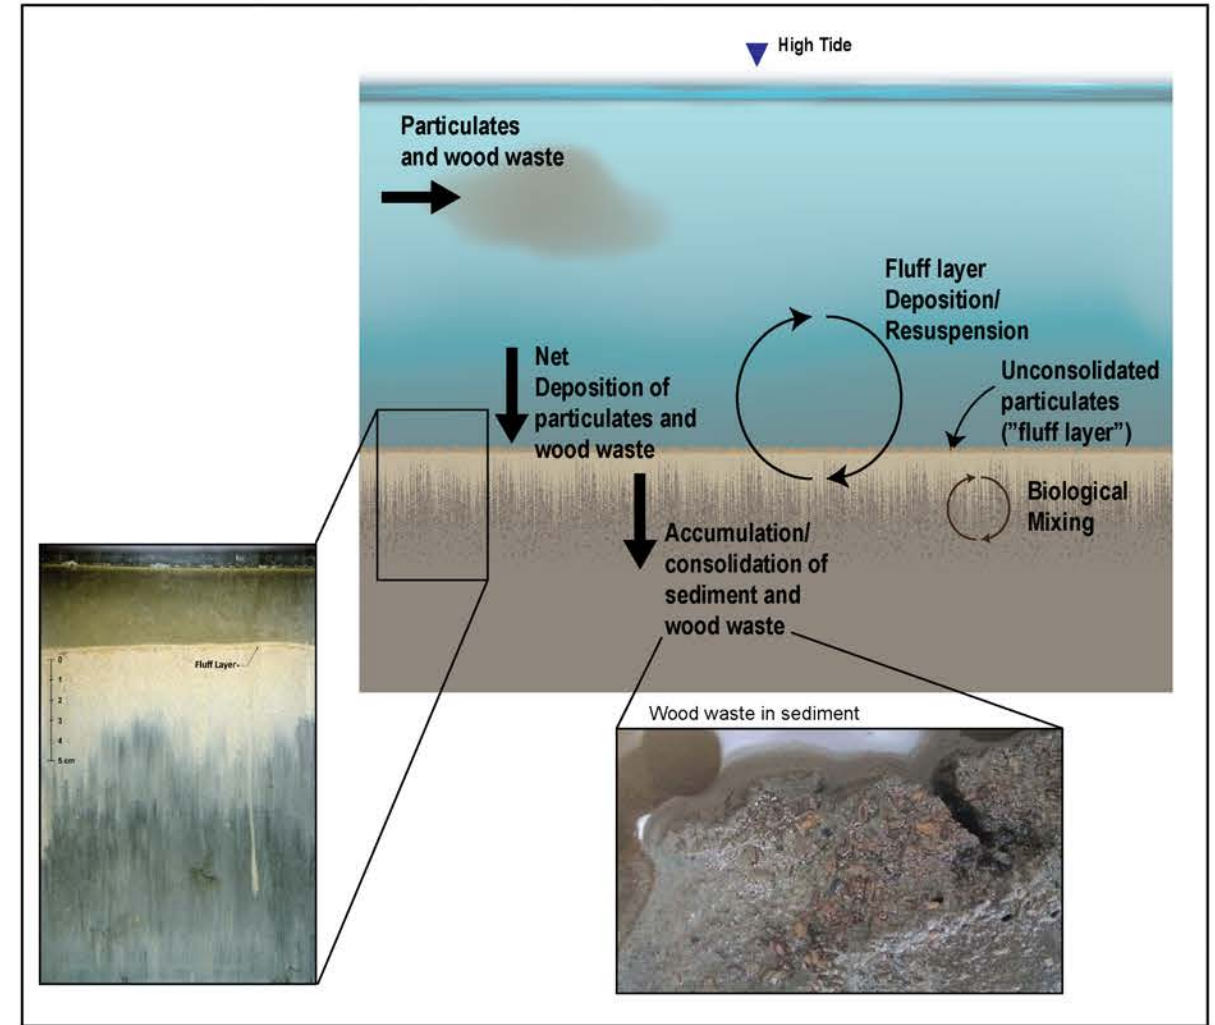 High Tide
Particulates
and wood waste
Fluff layer
Deposition/
Resuspension
Net
Deposition of
particulates and
wood waste
Unconsolidated
particulates
("fluff layer")
Biological
Mixing
Accumulation/
consolidation of
sediment and
wood waste
Fluff Layer
0
1
2
3
4
5 cm
Wood waste in sediment